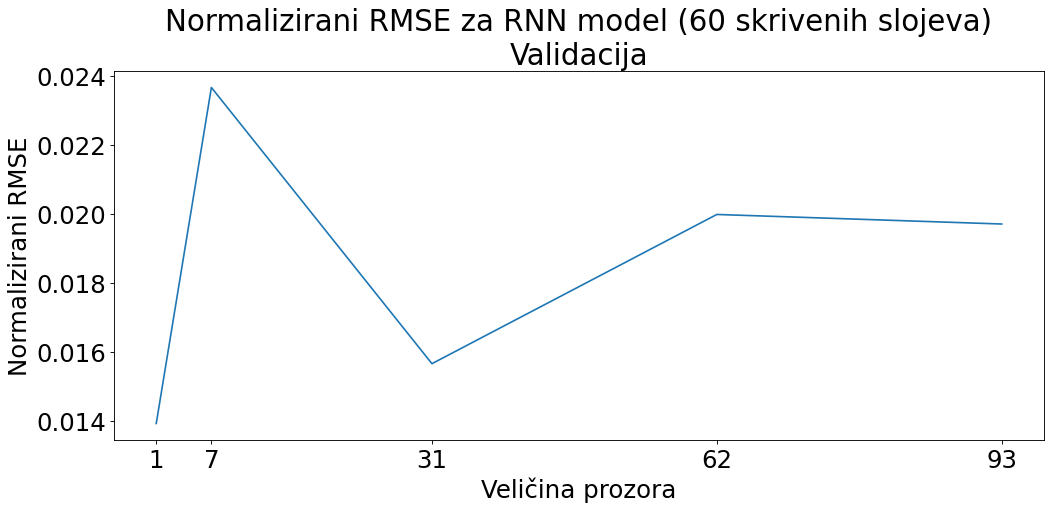 Normalizirani RMSE za RNN model (60 skrivenih slojeva)
Validacija
Normalizirani RMSE
0.024
0.022
0.020
0.018
0.016
0.014
1 7 31 62 93
Veličina prozora